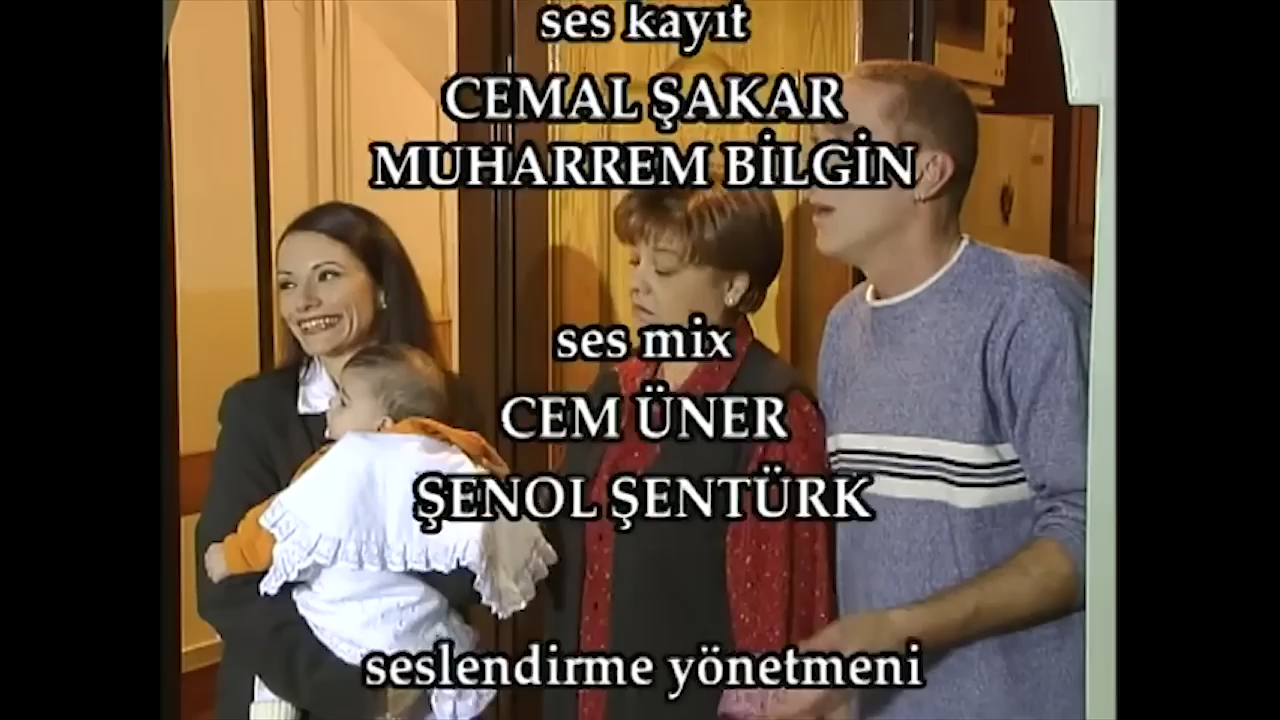 ses kayıt
CEMAL ŞAKAR
MUHARREM BİLGİN
ses mix
CEM ÜNER
ŞENOL ŞENTÜRK
seslendirme yönetmeni